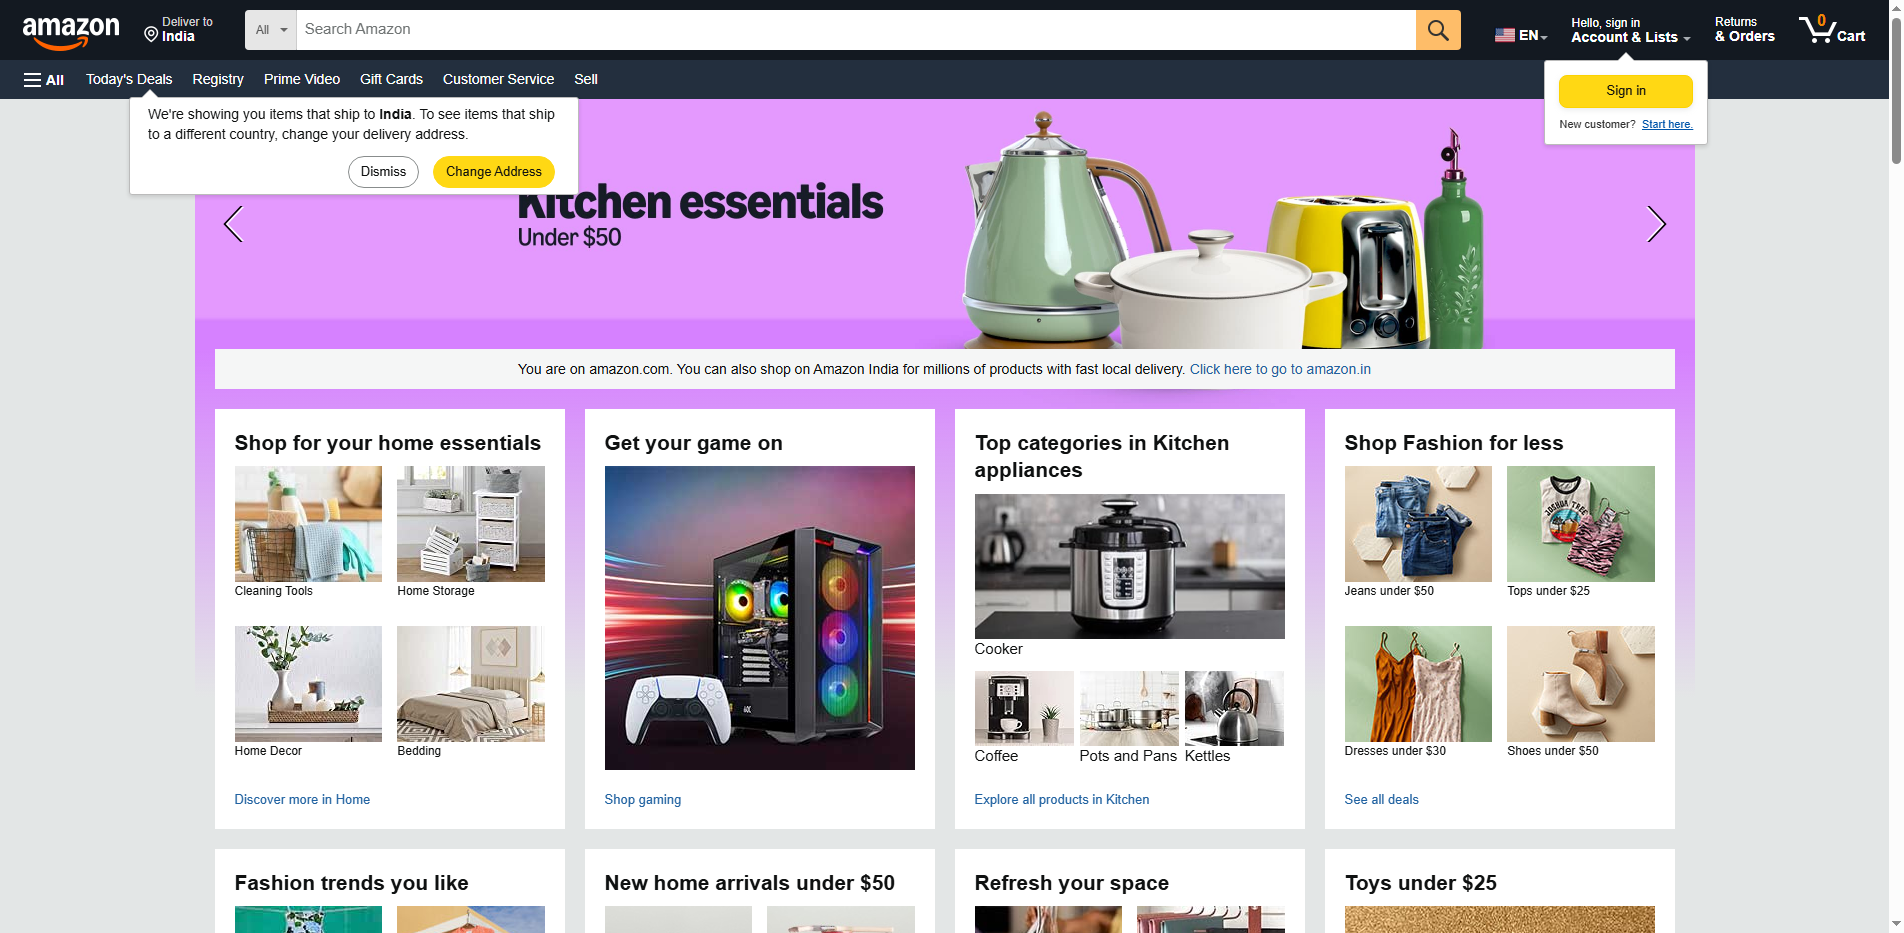 amazon
Deliver to
India
All
Search Amazon
EN
Hello, sign in
Account & Lists
Returns
& Orders
0
Cart
All
Today's Deals
Registry
Prime Video
Gift Cards
Customer Service
Sell
Sign in
New customer? Start here.
We're showing you items that ship to India. To see items that ship
to a different country, change your delivery address.
Dismiss
Change Address
Kitchen essentials
Under $50
You are on amazon.com. You can also shop on Amazon India for millions of products with fast local delivery. Click here to go to amazon.in
Shop for your home essentials
Cleaning Tools
Home Storage
Home Decor
Bedding
Discover more in Home
Get your game on
Shop gaming
Top categories in Kitchen
appliances
Cooker
Coffee
Pots and Pans
Kettles
Explore all products in Kitchen
Shop Fashion for less
JOSHUA TREE
Jeans under $50
Tops under $25
Dresses under $30
Shoes under $50
See all deals
Fashion trends you like
New home arrivals under $50
Refresh your space
Toys under $25